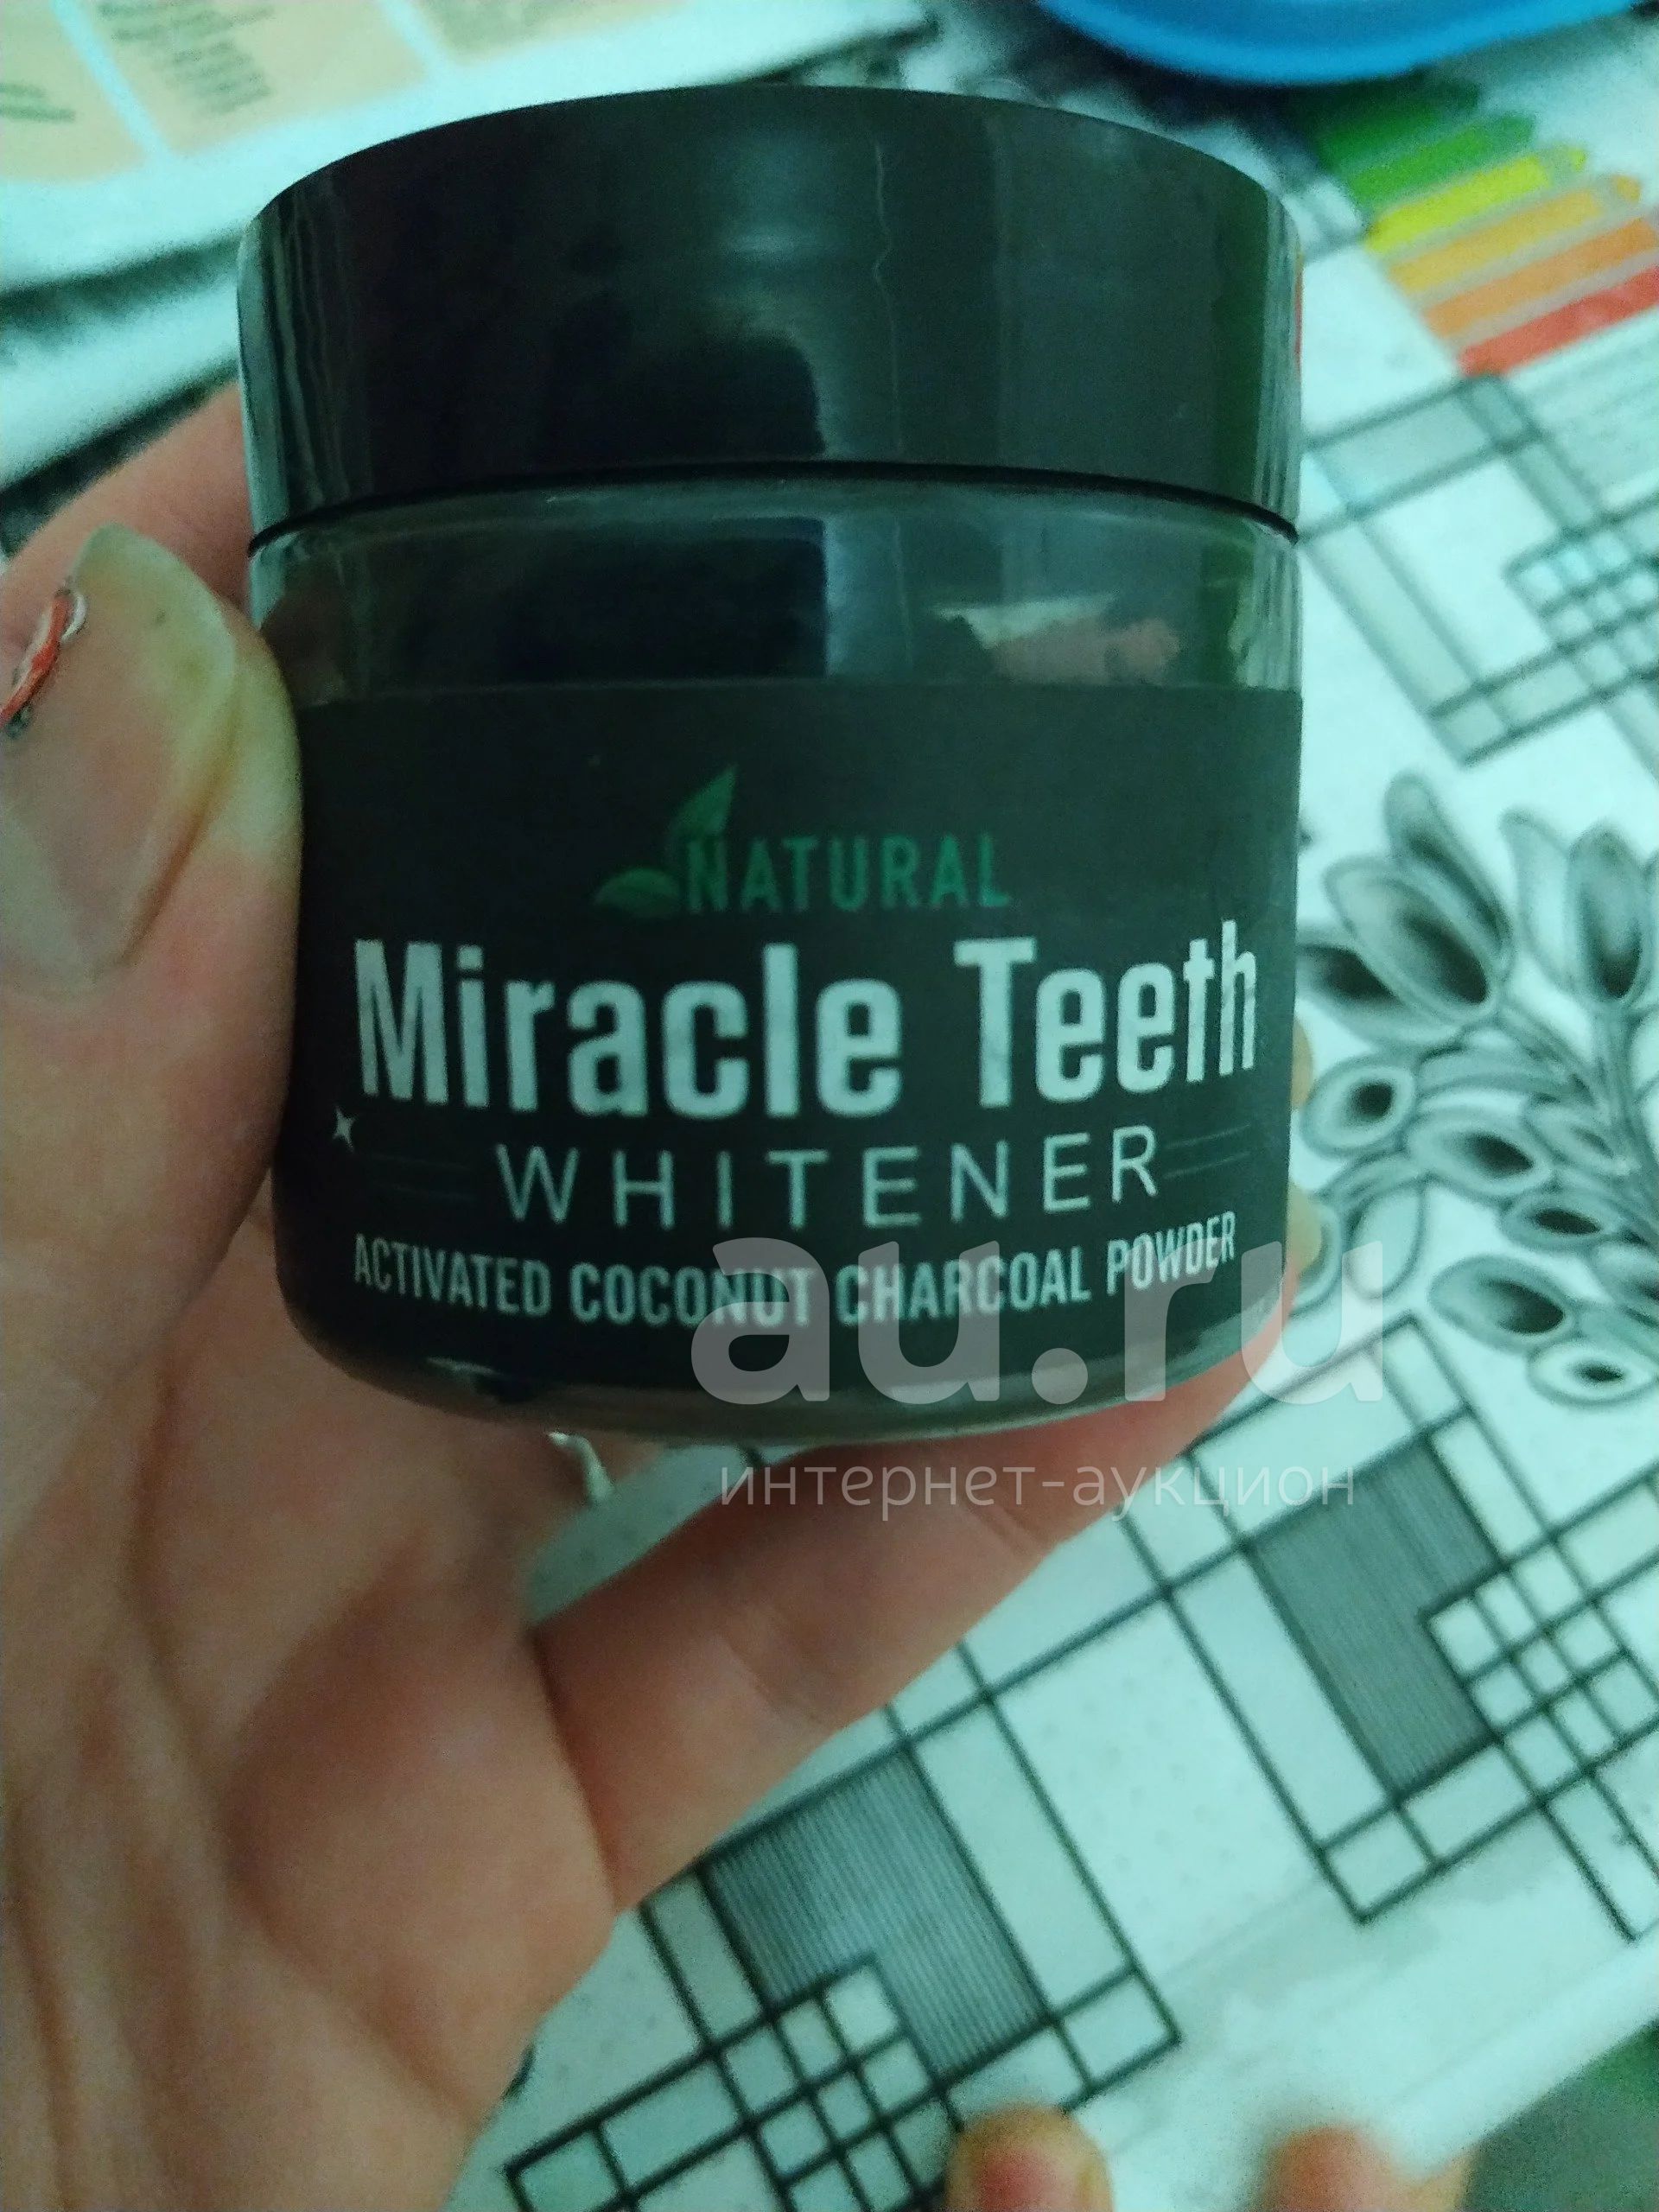 NATURAL
Miracle Teeth
WHITENER
ACTIVATED COCONUT CHARCOAL POWDER
au.ru
интернет-аукцион